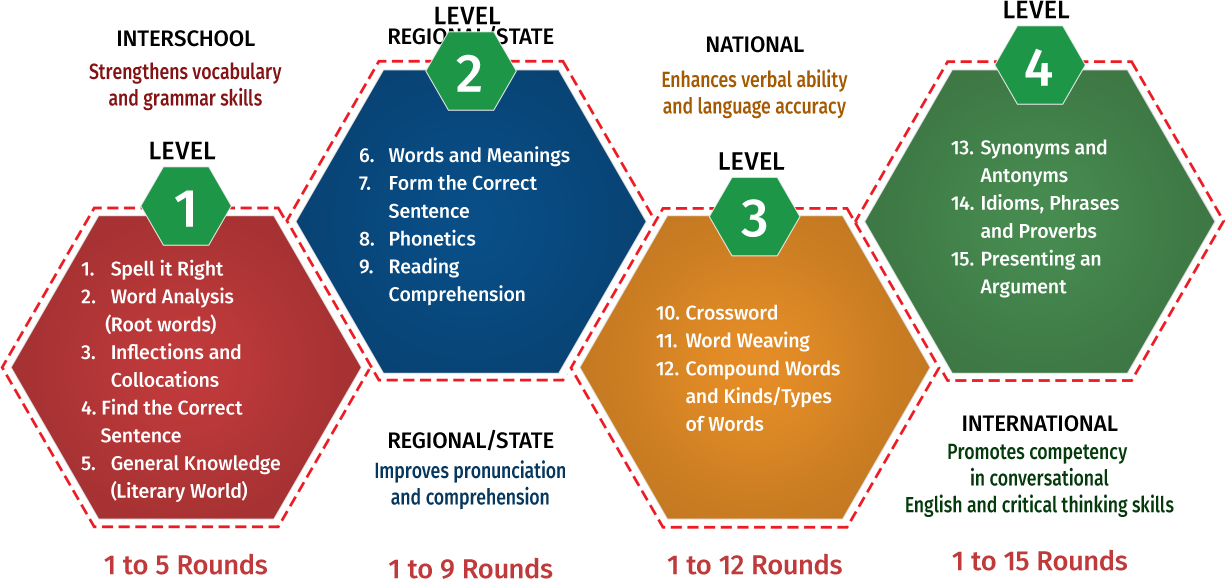 INTERSCHOOL
Strengthens vocabulary
and grammar skills
LEVEL
1
1. Spell it Right
2. Word Analysis
(Root words)
3. Inflections and
Collocations
4. Find the Correct
Sentence
5. General Knowledge
(Literary World)
1 to 5 Rounds
LEVEL
REGIONAL/STATE
2
6. Words and Meanings
7. Form the Correct
Sentence
8. Phonetics
9. Reading
Comprehension
REGIONAL/STATE
Improves pronunciation
and comprehension
1 to 9 Rounds
NATIONAL
Enhances verbal ability
and language accuracy
LEVEL
3
10. Crossword
11. Word Weaving
12. Compound Words
and Kinds/Types
of Words
1 to 12 Rounds
LEVEL
4
13. Synonyms and
Antonyms
14. Idioms, Phrases
and Proverbs
15. Presenting an
Argument
INTERNATIONAL
Promotes competency
in conversational
English and critical thinking skills
1 to 15 Rounds